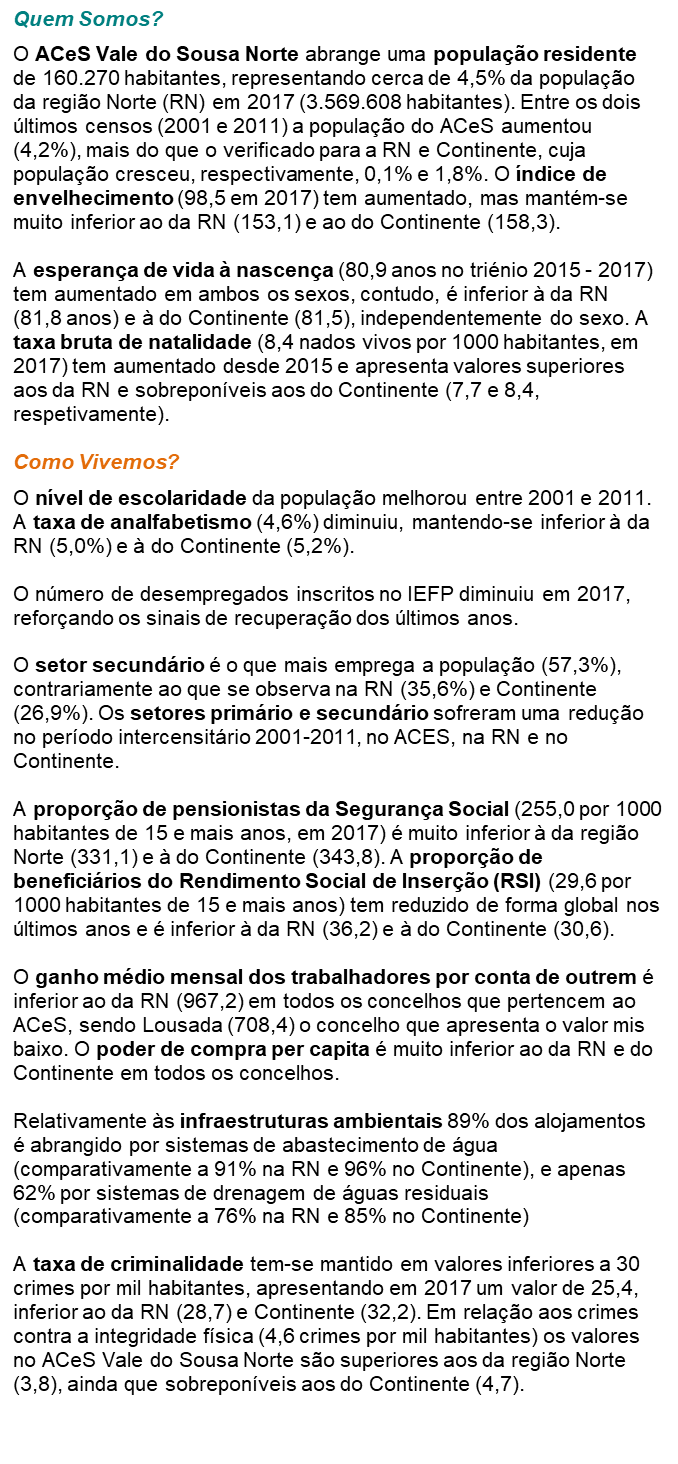 Quem Somos?
O ACeS Vale do Sousa Norte abrange uma população residente
de 160.270 habitantes, representando cerca de 4,5% da população
da região Norte (RN) em 2017 (3.569.608 habitantes). Entre os dois
últimos censos (2001 e 2011) a população do ACeS aumentou
(4,2%), mais do que o verificado para a RN e Continente, cuja
população cresceu, respectivamente, 0,1% e 1,8%. O índice de
envelhecimento (98,5 em 2017) tem aumentado, mas mantém-se
muito inferior ao da RN (153,1) e ao do Continente (158,3).
A esperança de vida à nascença (80,9 anos no triénio 2015 - 2017)
tem aumentado em ambos os sexos, contudo, é inferior à da RN
(81,8 anos) e à do Continente (81,5), independentemente do sexo. A
taxa bruta de natalidade (8,4 nados vivos por 1000 habitantes, em
2017) tem aumentado desde 2015 e apresenta valores superiores
aos da RN e sobreponíveis aos do Continente (7,7 e 8,4,
respetivamente).
Como Vivemos?
O nível de escolaridade da população melhorou entre 2001 e 2011.
A taxa de analfabetismo (4,6%) diminuiu, mantendo-se inferior à da
RN (5,0%) e à do Continente (5,2%).
O número de desempregados inscritos no IEFP diminuiu em 2017,
reforçando os sinais de recuperação dos últimos anos.
O setor secundário é o que mais emprega a população (57,3%),
contrariamente ao que se observa na RN (35,6%) e Continente
(26,9%). Os setores primário e secundário sofreram uma redução
no período intercensitário 2001-2011, no ACES, na RN e no
Continente.
A proporção de pensionistas da Segurança Social (255,0 por 1000
habitantes de 15 e mais anos, em 2017) é muito inferior à da região
Norte (331,1) e à do Continente (343,8). A proporção de
beneficiários do Rendimento Social de Inserção (RSI) (29,6 por
1000 habitantes de 15 e mais anos) tem reduzido de forma global nos
últimos anos e é inferior à da RN (36,2) e à do Continente (30,6).
O ganho médio mensal dos trabalhadores por conta de outrem é
inferior ao da RN (967,2) em todos os concelhos que pertencem ao
ACeS, sendo Lousada (708,4) o concelho que apresenta o valor mis
baixo. O poder de compra per capita é muito inferior ao da RN e do
Continente em todos os concelhos.
Relativamente às infraestruturas ambientais 89% dos alojamentos
é abrangido por sistemas de abastecimento de água
(comparativamente a 91% na RN e 96% no Continente), e apenas
62% por sistemas de drenagem de águas residuais
(comparativamente a 76% na RN e 85% no Continente)
A taxa de criminalidade tem-se mantido em valores inferiores a 30
crimes por mil habitantes, apresentando em 2017 um valor de 25,4,
inferior ao da RN (28,7) e Continente (32,2). Em relação aos crimes
contra a integridade física (4,6 crimes por mil habitantes) os valores
no ACeS Vale do Sousa Norte são superiores aos da região Norte
(3,8), ainda que sobreponíveis aos do Continente (4,7).